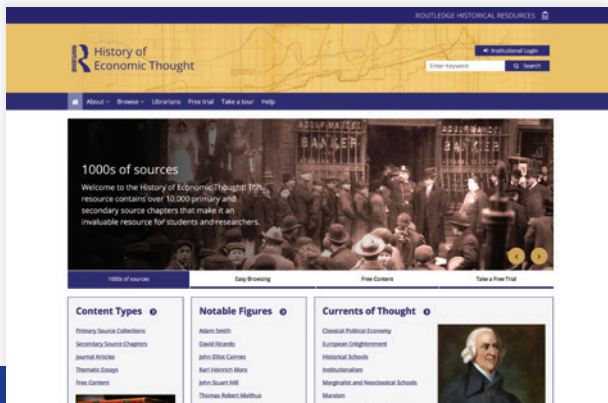 ROUTLEDGE HISTORICAL RESOURCES
History of
Economic Thought
Institutional Login
Enter Keyword
Search
About
Browse
Librarians
Free trial
Take a tour
Help
ADOLF MANDEL
BANKER
BANKER
1000s of sources
Welcome to the History of Economic Thought! This
resource contains over 10,000 primary and
secondary source chapters that make it an
invaluable resource for students and researchers.
1000s of sources
Easy Browsing
Free Content
Take a Free Trial
Content Types
Primary Source Collections
Secondary Source Chapters
Journal Articles
Thematic Essays
Free Content
Notable Figures
Adam Smith
David Ricardo
John Elliot Cairnes
Karl Heinrich Marx
John Stuart Mill
Thomas Robert Malthus
Currents of Thought
Classical Political Economy
European Enlightenment
Historical Schools
Institutionalism
Marginalist and Neoclassical Schools
Marxism